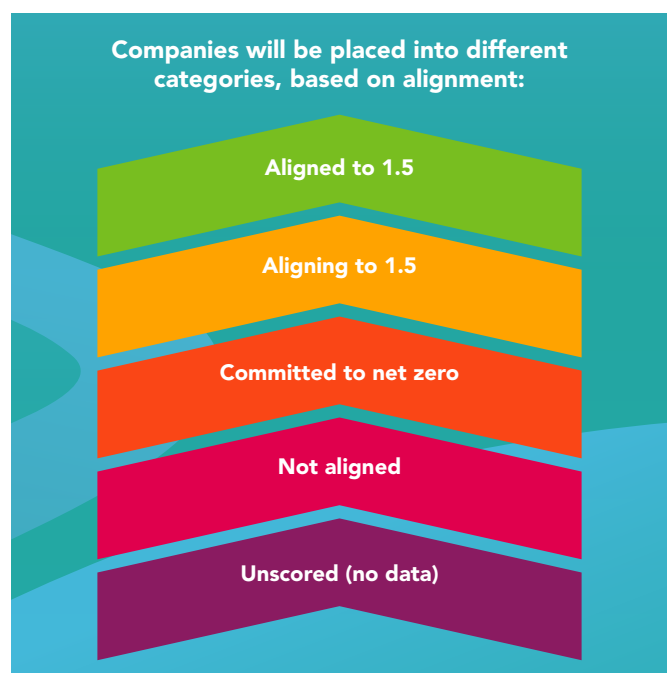 Companies will be placed into different
categories, based on alignment:
Aligned to 1.5
Aligning to 1.5
Committed to net zero
Not aligned
Unscored (no data)